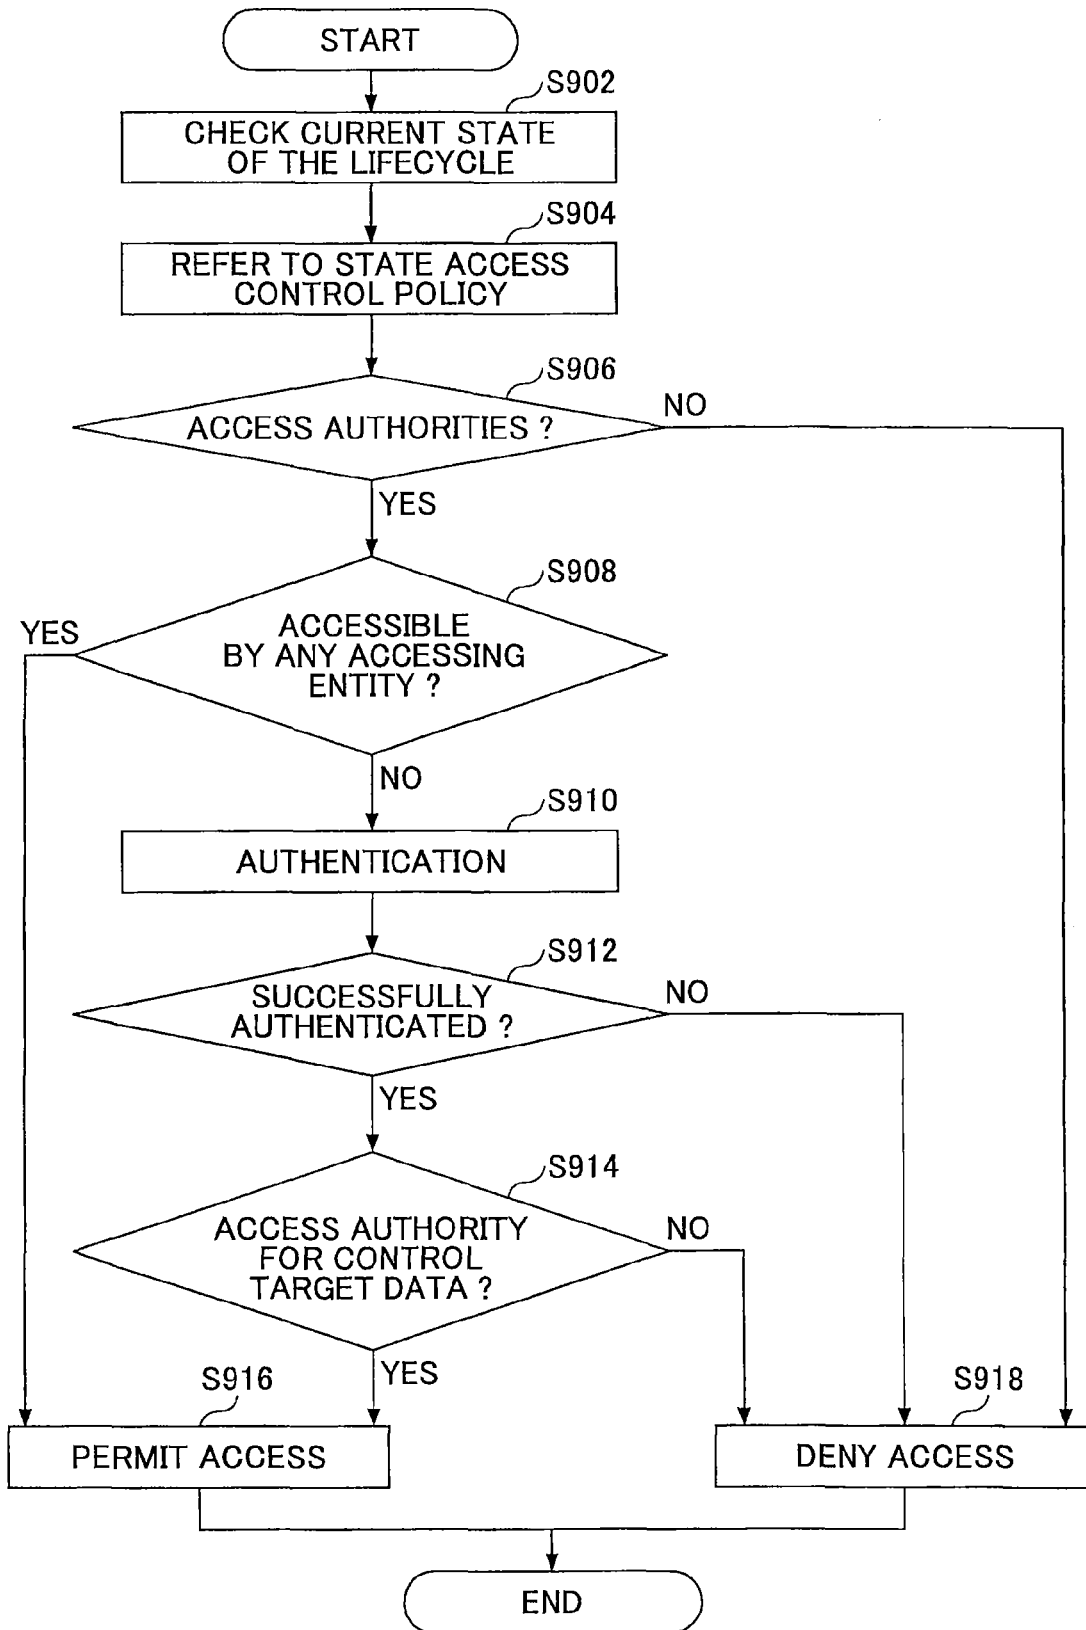 START
S902
CHECK CURRENT STATE
OF THE LIFECYCLE
S904
REFER TO STATE ACCESS
CONTROL POLICY
S906
ACCESS AUTHORITIES ?
NO
YES
S908
ACCESSIBLE
BY ANY ACCESSING
ENTITY ?
YES
NO
S910
AUTHENTICATION
S912
SUCCESSFULLY
AUTHENTICATED ?
NO
YES
S914
ACCESS AUTHORITY
FOR CONTROL
TARGET DATA ?
NO
YES
S916
PERMIT ACCESS
S918
DENY ACCESS
END